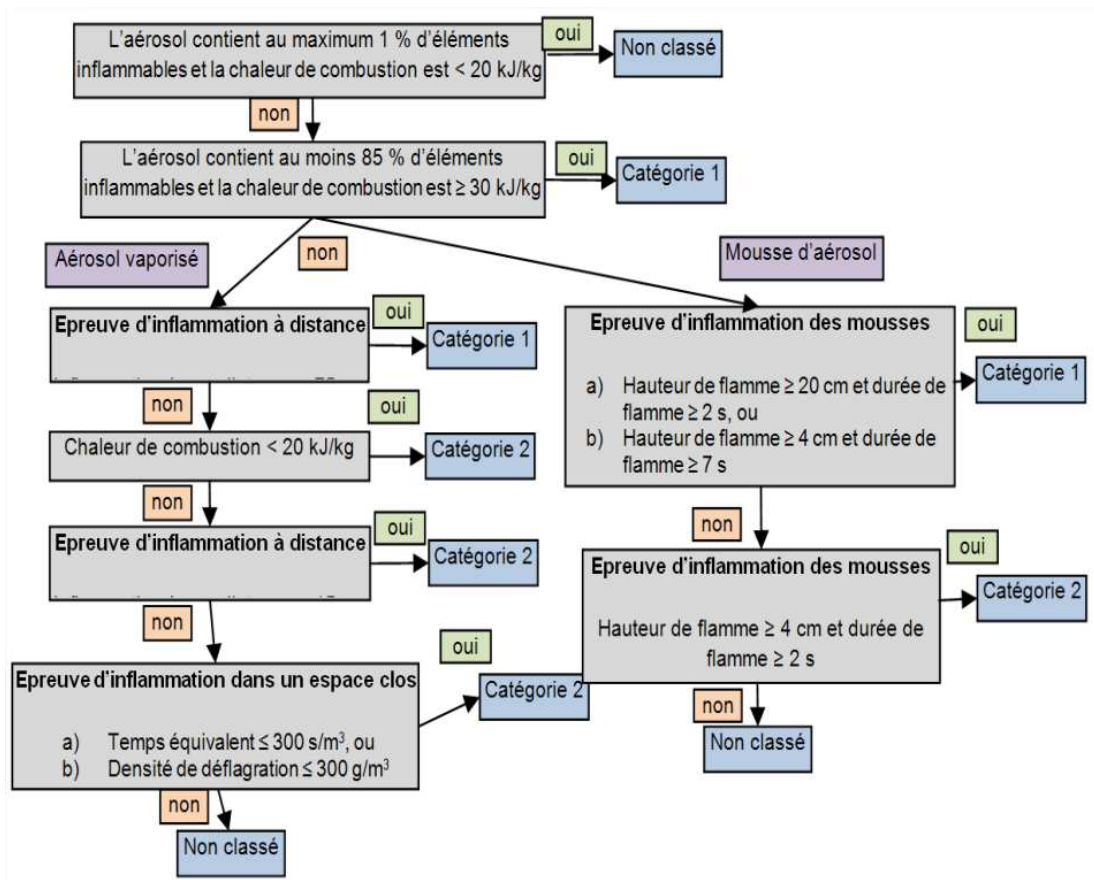 L'aérosol contient au maximum 1 % d'éléments
inflammables et la chaleur de combustion est < 20 kJ/kg
oui
Non classé
non
L'aérosol contient au moins 85 % d'éléments
inflammables et la chaleur de combustion est ≥ 30 kJ/kg
oui
Catégorie 1
non
Aérosol vaporisé
Mousse d'aérosol
Epreuve d'inflammation à distance
oui
Catégorie 1
non
Chaleur de combustion < 20 kJ/kg
oui
Catégorie 2
non
Epreuve d'inflammation à distance
oui
Catégorie 2
non
Epreuve d'inflammation dans un espace clos
a) Temps équivalent ≤ 300 s/m³, ou
b) Densité de déflagration ≤ 300 g/m³
oui
Catégorie 2
non
Non classé
Epreuve d'inflammation des mousses
a) Hauteur de flamme ≥ 20 cm et durée de
flamme ≥ 2 s, ou
b) Hauteur de flamme ≥ 4 cm et durée de
flamme ≥ 7 s
oui
Catégorie 1
non
Epreuve d'inflammation des mousses
Hauteur de flamme ≥ 4 cm et durée de
flamme ≥ 2 s
oui
Catégorie 2
non
Non classé